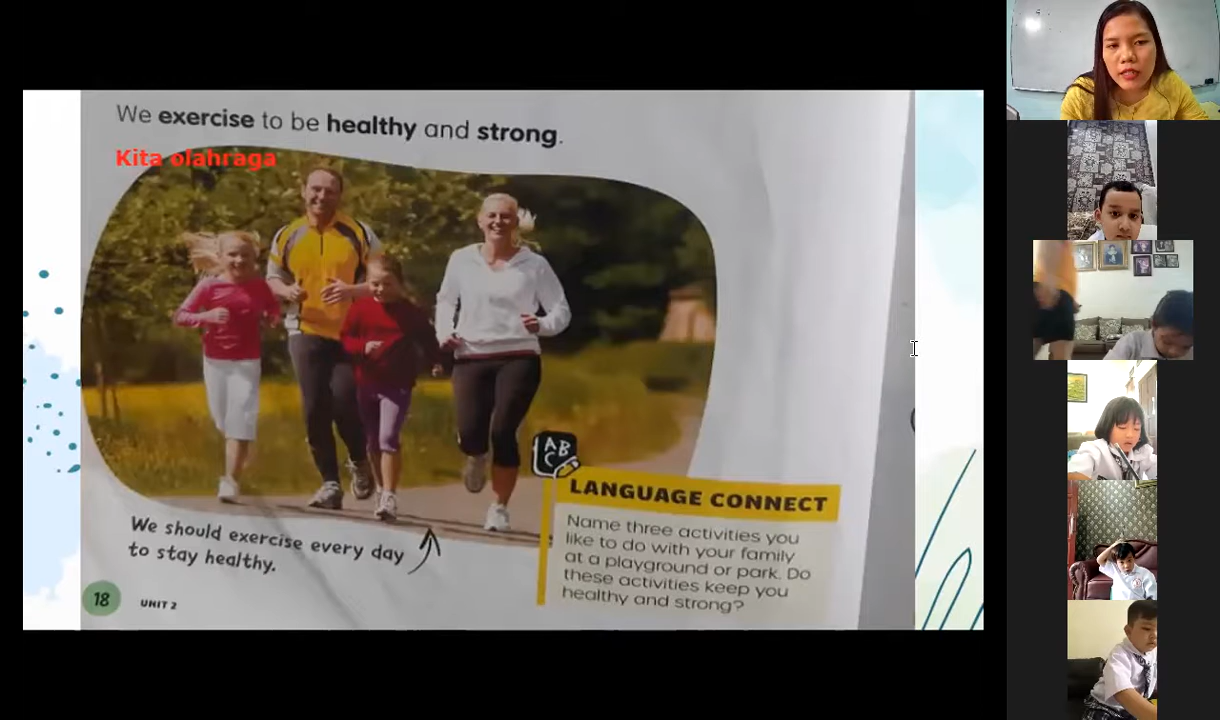 We exercise to be healthy and strong.
Kita olahraga
ABC
LANGUAGE CONNECT
Name three activities you
like to do with your family
at a playground or park. Do
these activities keep you
healthy and strong?
We should exercise every day
to stay healthy.
18 UNIT 2